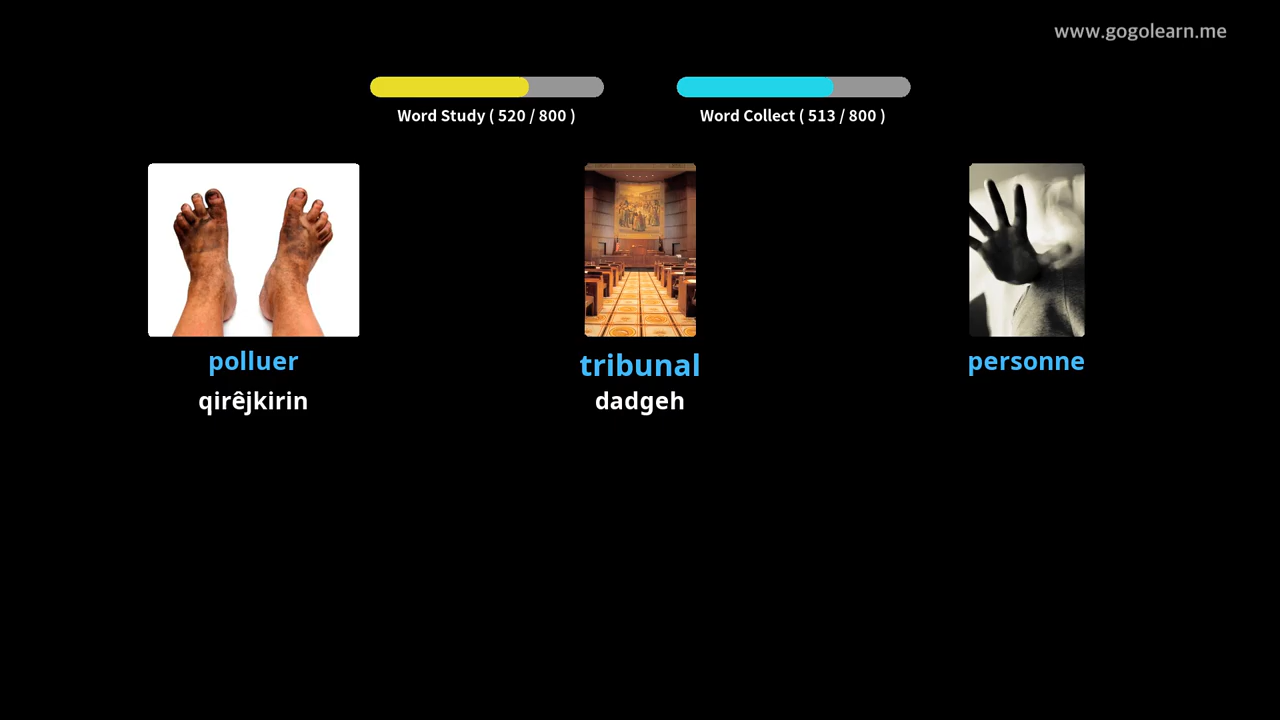 www.gogolearn.me
Word Study ( 520 / 800 )
Word Collect ( 513 / 800 )
polluer
tribunal
personne
qirêjkirin
dadgeh